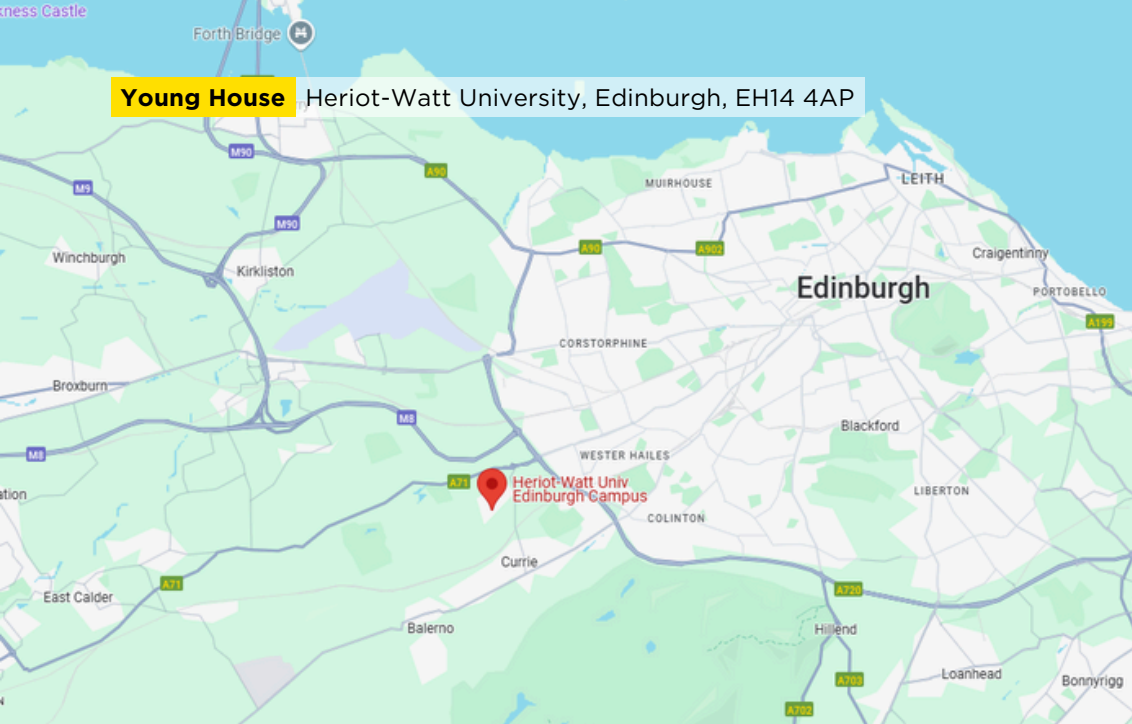 ness Castle
Forth Bridge
Young House Heriot-Watt University, Edinburgh, EH14 4AP
M90
A90
MUIRHOUSE
LEITH
M9
M90
A90
A902
Winchburgh
Kirkliston
Craigentinny
Edinburgh
PORTOBELLO
A199
CORSTORPHINE
Broxburn
M8
Blackford
M8
WESTER HAILES
A71
Heriot-Watt Univ
Edinburgh Campus
LIBERTON
ation
COLINTON
Currie
A71
A720
East Calder
Balerno
Hillend
Loanhead
A703
Bonnyrigg
A702